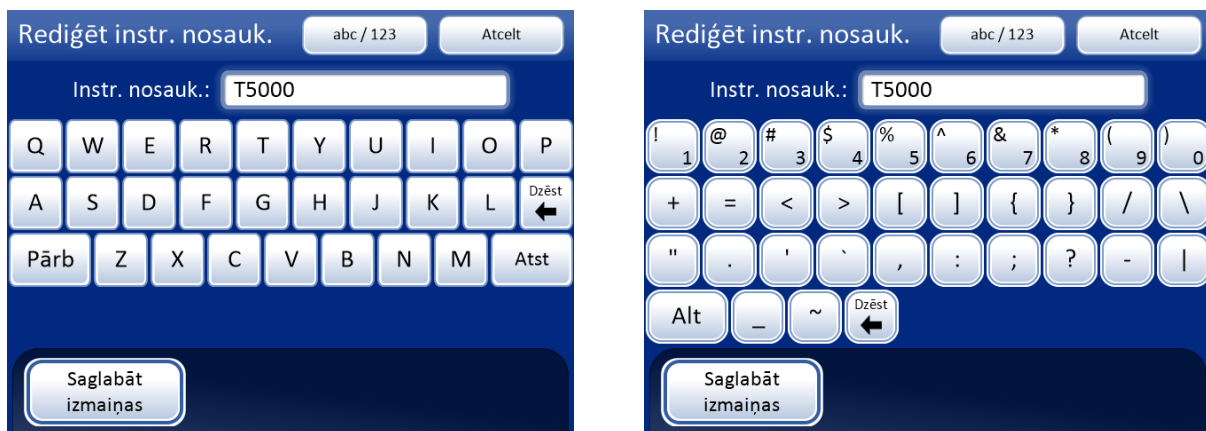 Rediģēt instr. nosauk. abc / 123 Atcelt
Instr. nosauk.: T5000
Q W E R T Y U I O P
A S D F G H J K L Dzēst
Pārb Z X C V B N M Atst
Saglabāt
izmaiņas
Rediģēt instr. nosauk. abc / 123 Atcelt
Instr. nosauk.: T5000
! @ # $ % ^ & * ( )
1 2 3 4 5 6 7 8 9 0
+ = < > [ ] { } / \
" . ' ` , : ; ? - |
Alt _ ~ Dzēst
Saglabāt
izmaiņas